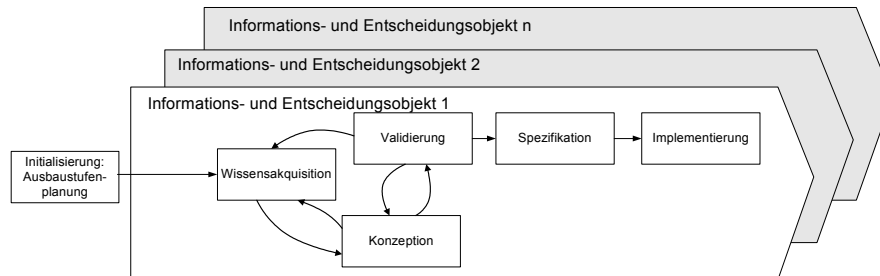 Informations- und Entscheidungsobjekt n
Informations- und Entscheidungsobjekt 2
Informations- und Entscheidungsobjekt 1
Initialisierung:
Ausbaustufen-
planung
Wissensakquisition
Validierung
Spezifikation
Implementierung
Konzeption